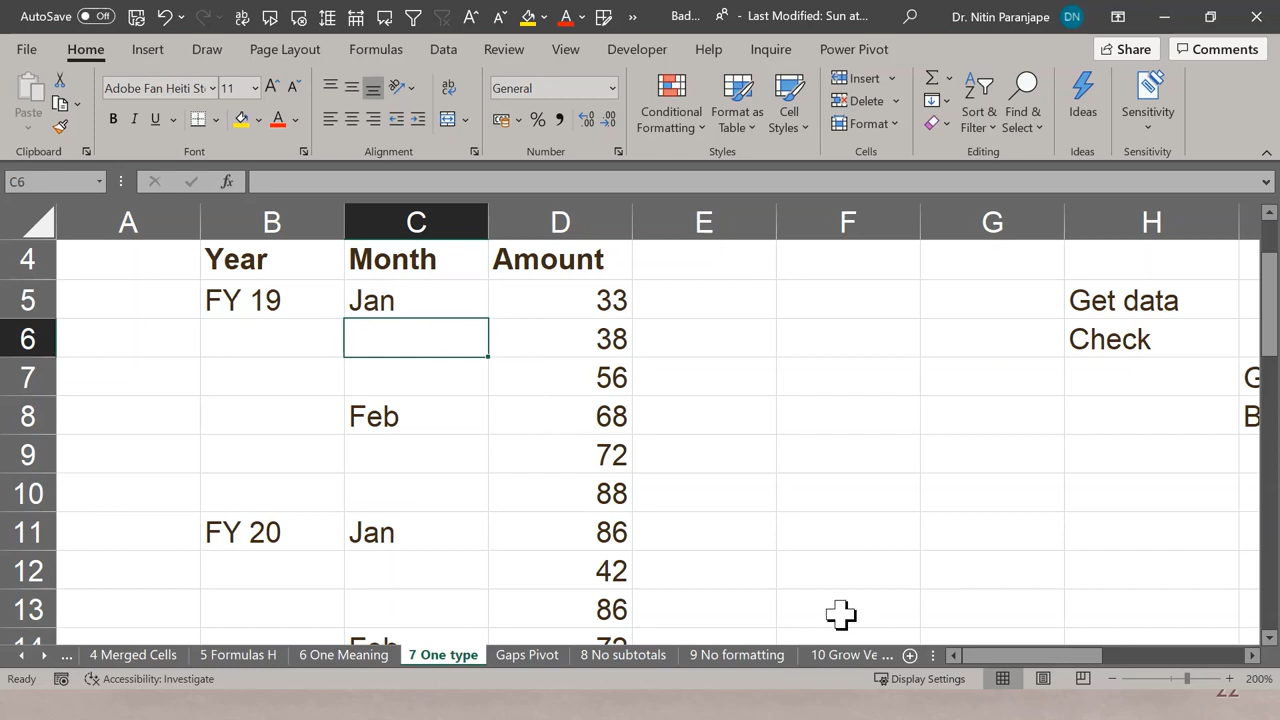 AutoSave Off Bad... - Last Modified: Sun at... Dr. Nitin Paranjape DN
File Home Insert Draw Page Layout Formulas Data Review View Developer Help Inquire Power Pivot Share Comments
Adobe Fan Heiti St 11 General Conditional Formatting Format as Table Cell Styles Insert Delete Format Sort & Filter Find & Select Ideas Sensitivity
Paste
Clipboard Font Alignment Number Styles Cells Editing Ideas Sensitivity
C6 fx
A B C D E F G H
4 Year Month Amount
5 FY 19 Jan 33 Get data
6 38 Check
7 56 G
8 Feb 68 B
9 72
10 88
11 FY 20 Jan 86
12 42
13 86
14 Feb 72
... 4 Merged Cells 5 Formulas H 6 One Meaning 7 One type Gaps Pivot 8 No subtotals 9 No formatting 10 Grow Ve ...
Ready Accessibility: Investigate Display Settings 200%
22